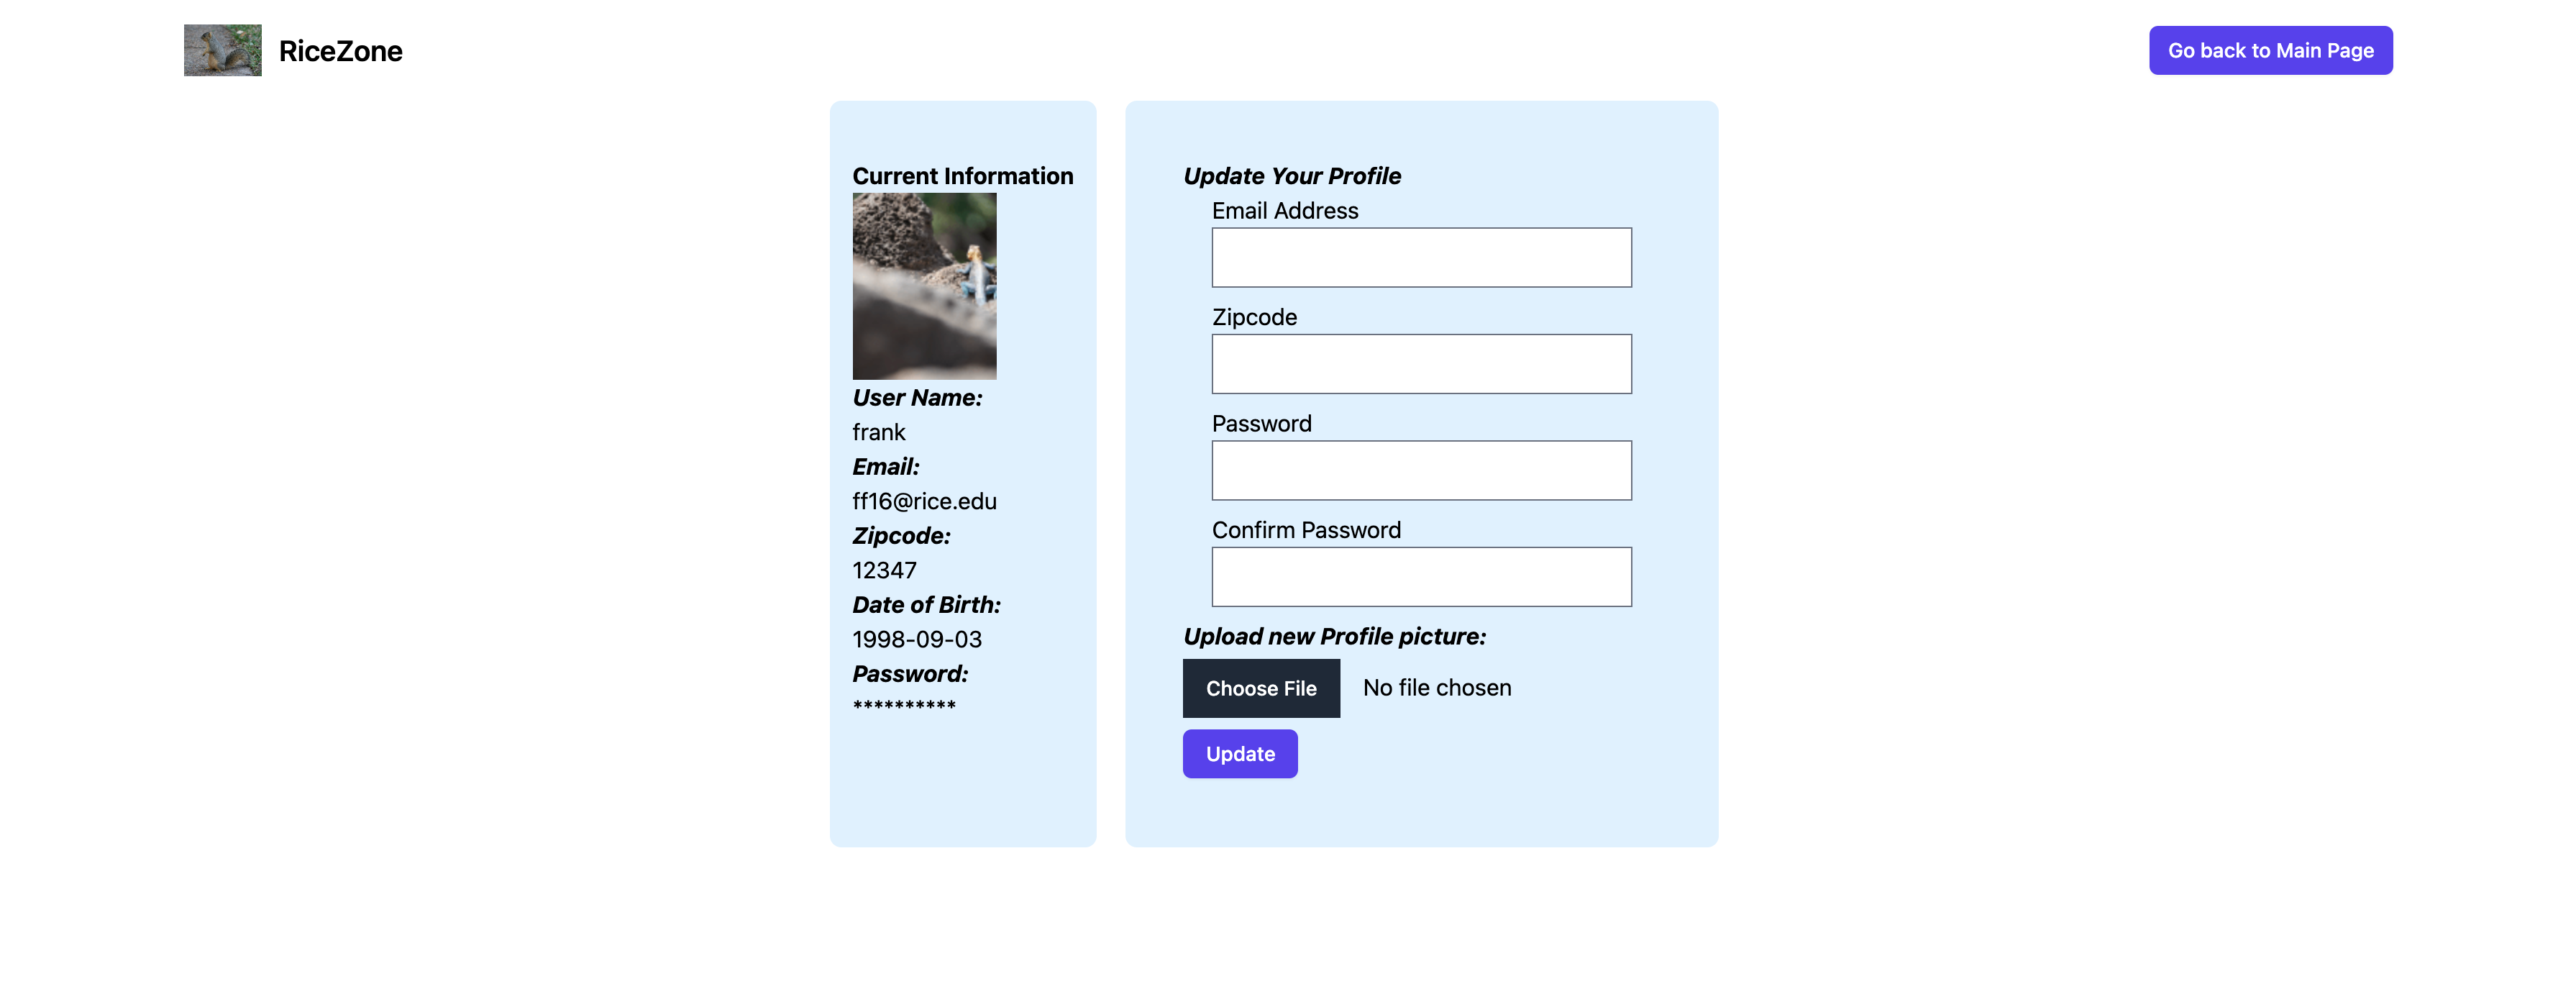 RiceZone
Go back to Main Page
Current Information
User Name:
frank
Email:
ff16@rice.edu
Zipcode:
12347
Date of Birth:
1998-09-03
Password:
**********
Update Your Profile
Email Address
Zipcode
Password
Confirm Password
Upload new Profile picture:
Choose File No file chosen
Update